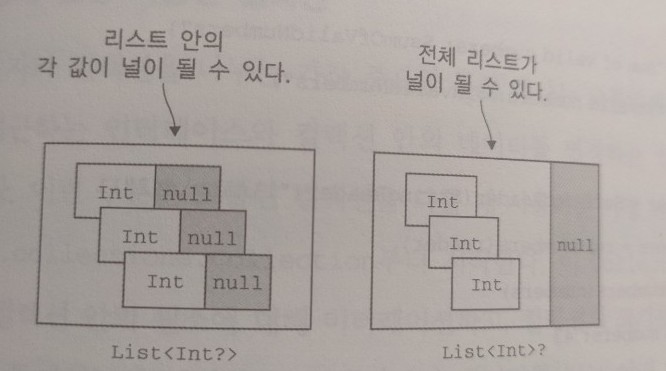 리스트 안의
각 값이 널이 될 수 있다.
전체 리스트가
널이 될 수 있다.
Int null
Int null
Int null
Int
Int
Int
null
List<Int?>
List<Int>?